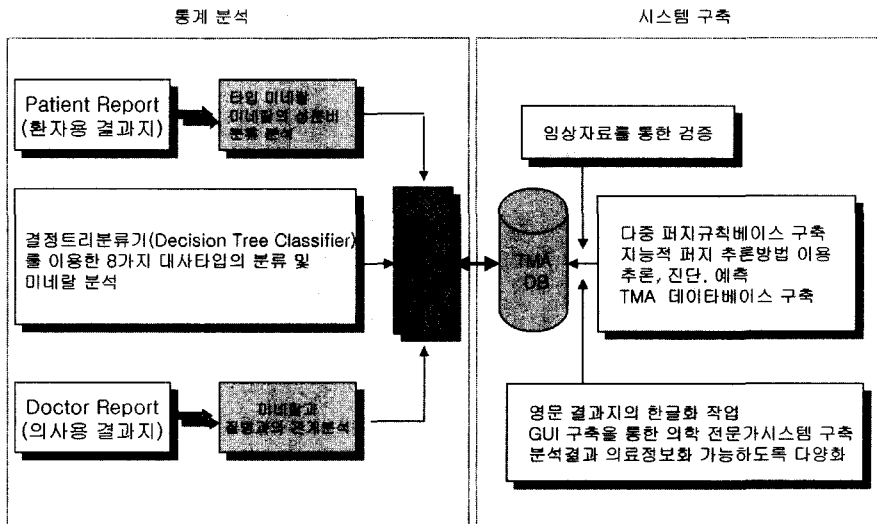 통계 분석
시스템 구축
Patient Report
(환자용 결과지)
타입 미네랄
미네랄의 성분비
분류 분석
결정트리분류기(Decision Tree Classifier)
를 이용한 8가지 대사타입의 분류 및
미네랄 분석
Doctor Report
(의사용 결과지)
미네랄과
질병과의 관계분석
TMA
DB
임상자료를 통한 검증
다중 퍼지규칙베이스 구축
지능적 퍼지 추론방법 이용
추론, 진단, 예측
TMA 데이타베이스 구축
영문 결과지의 한글화 작업
GUI 구축을 통한 의학 전문가시스템 구축
분석결과 의료정보화 가능하도록 다양화